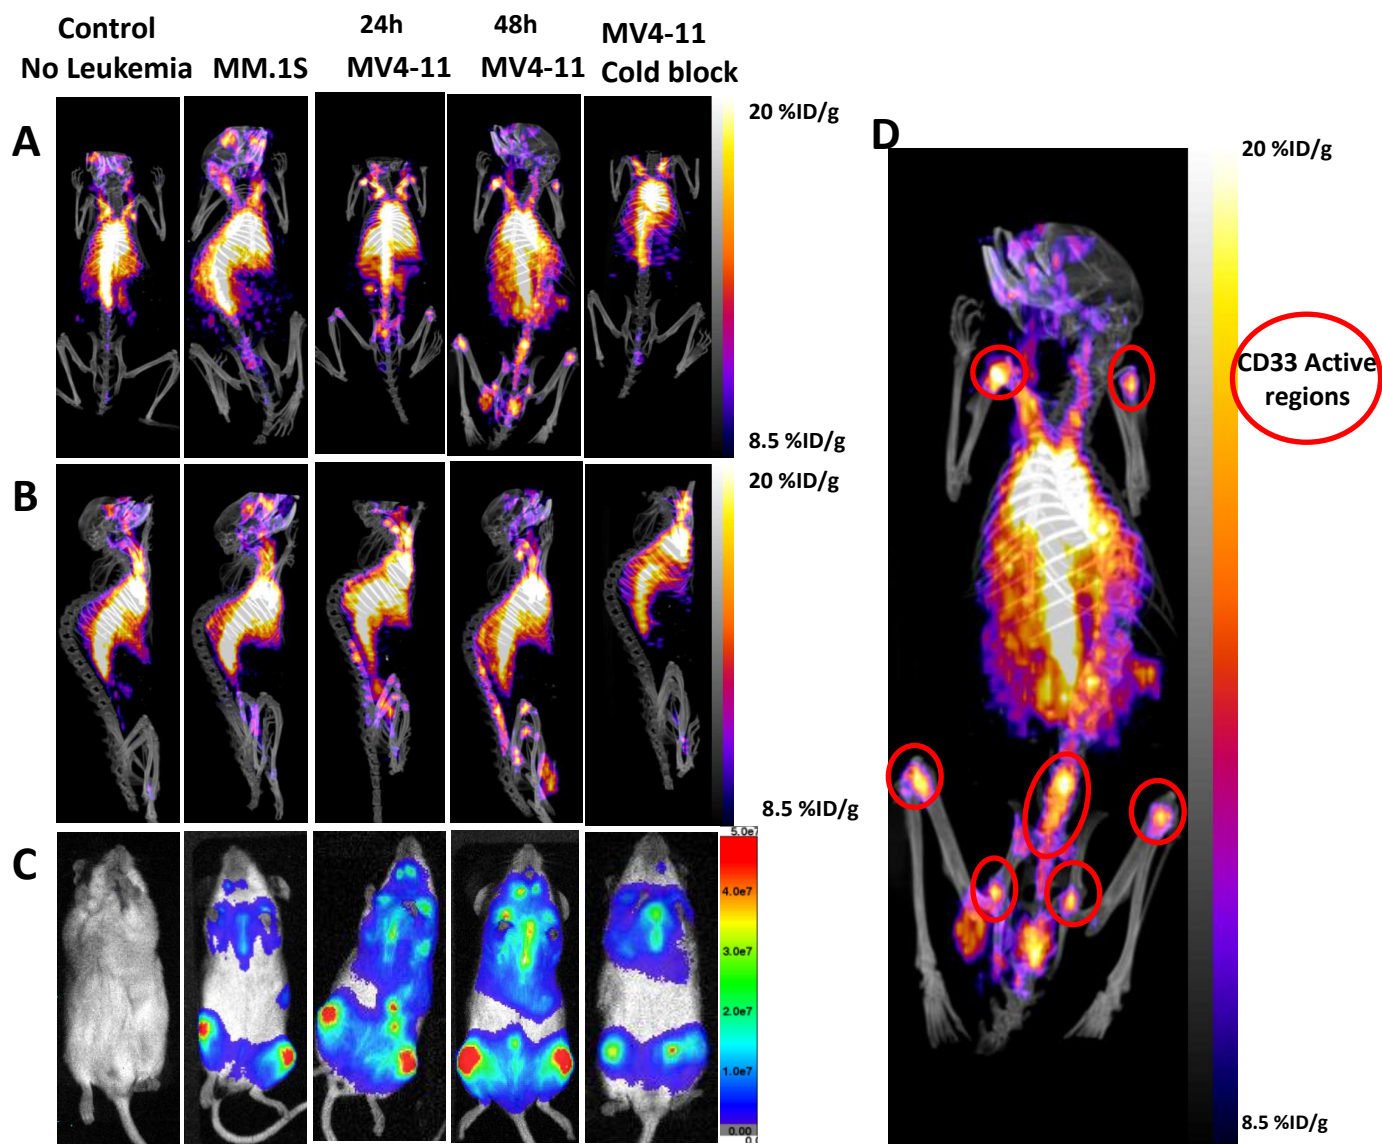 Control
No Leukemia
MM.1S
24h
MV4-11
48h
MV4-11
MV4-11
Cold block
A
20 %ID/g
8.5 %ID/g
B
20 %ID/g
8.5 %ID/g
C
5.0e7
4.0e7
3.0e7
2.0e7
1.0e7
0.00
D
20 %ID/g
8.5 %ID/g
CD33 Active
regions